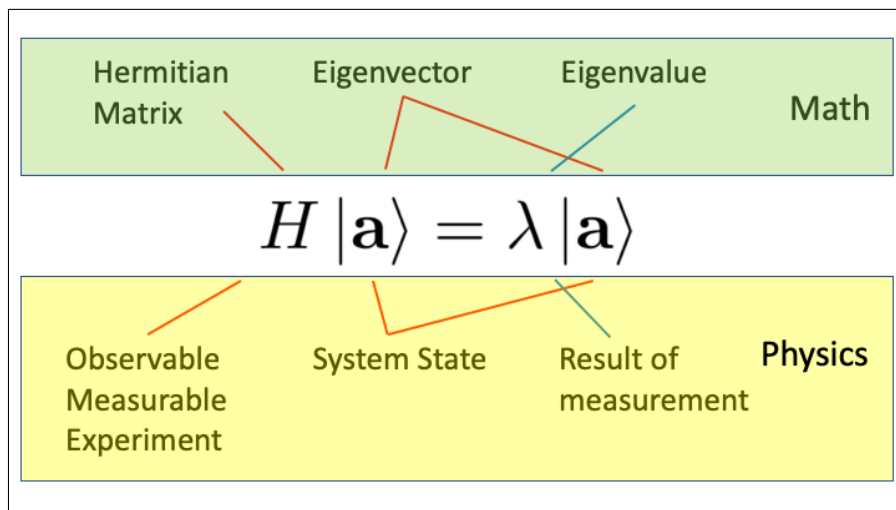 Hermitian Matrix
Eigenvector
Eigenvalue
Math
H |a⟩ = λ |a⟩
Observable
Measurable
Experiment
System State
Result of
measurement
Physics